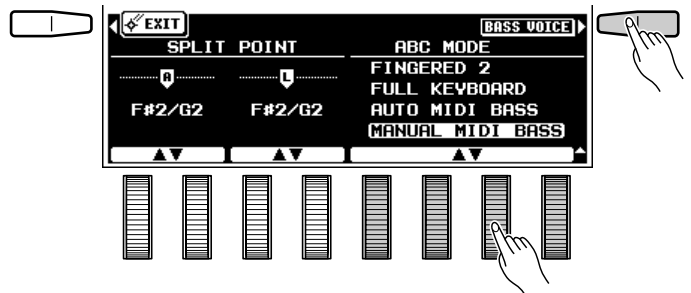 EXIT
BASS VOICE
SPLIT POINT
ABC MODE
A
L
F#2/G2
F#2/G2
FINGERED 2
FULL KEYBOARD
AUTO MIDI BASS
MANUAL MIDI BASS